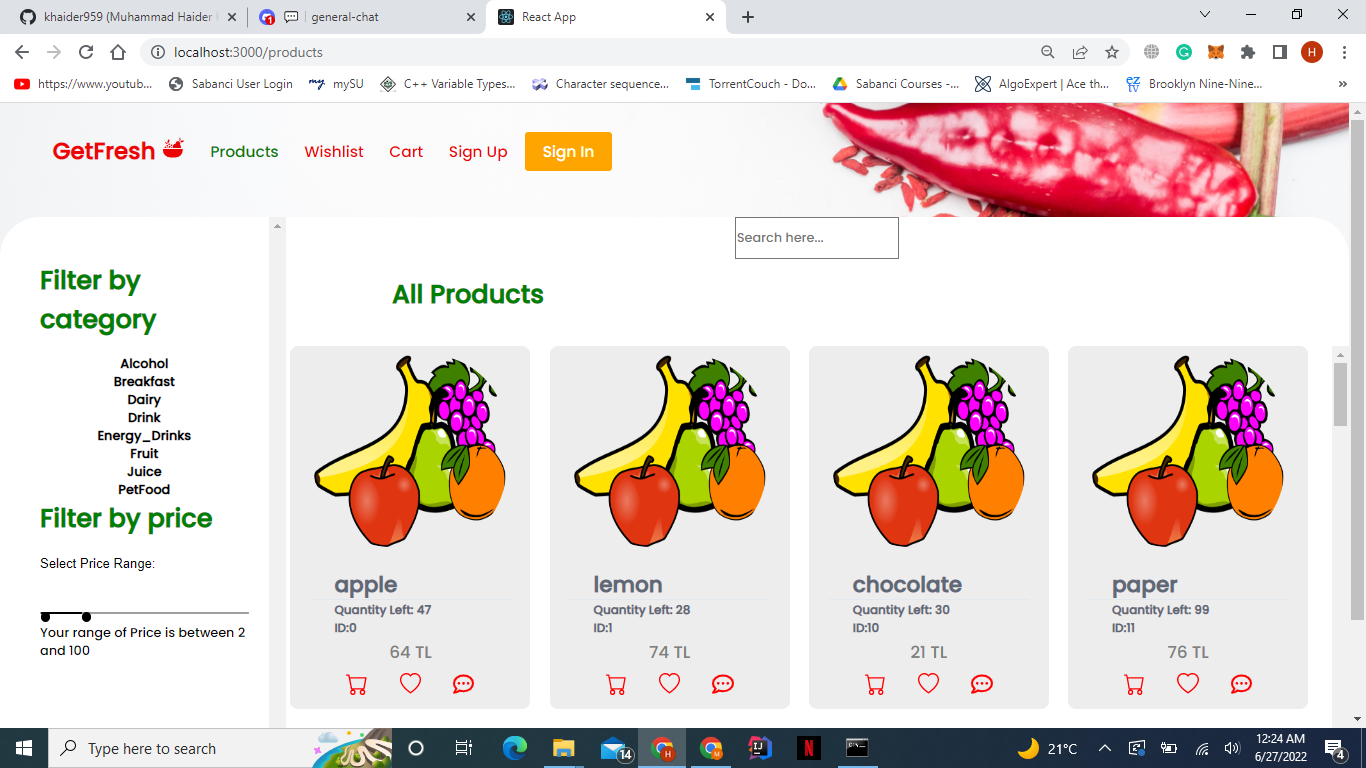 khaider959 (Muhammad Haider
1
general-chat
React App
localhost:3000/products
H
https://www.youtub...
Sabanci User Login
mySU
C++ Variable Types...
Character sequence...
TorrentCouch - Do...
Sabanci Courses -...
AlgoExpert | Ace th...
Brooklyn Nine-Nine...
»
GetFresh
Products
Wishlist
Cart
Sign Up
Sign In
Search here...
Filter by
category
Alcohol
Breakfast
Dairy
Drink
Energy_Drinks
Fruit
Juice
PetFood
Filter by price
Select Price Range:
Your range of Price is between 2
and 100
All Products
apple
Quantity Left: 47
ID:0
64 TL
lemon
Quantity Left: 28
ID:1
74 TL
chocolate
Quantity Left: 30
ID:10
21 TL
paper
Quantity Left: 99
ID:11
76 TL
Type here to search
14
H
M
IJ
N
21°C
12:24 AM
6/27/2022
4